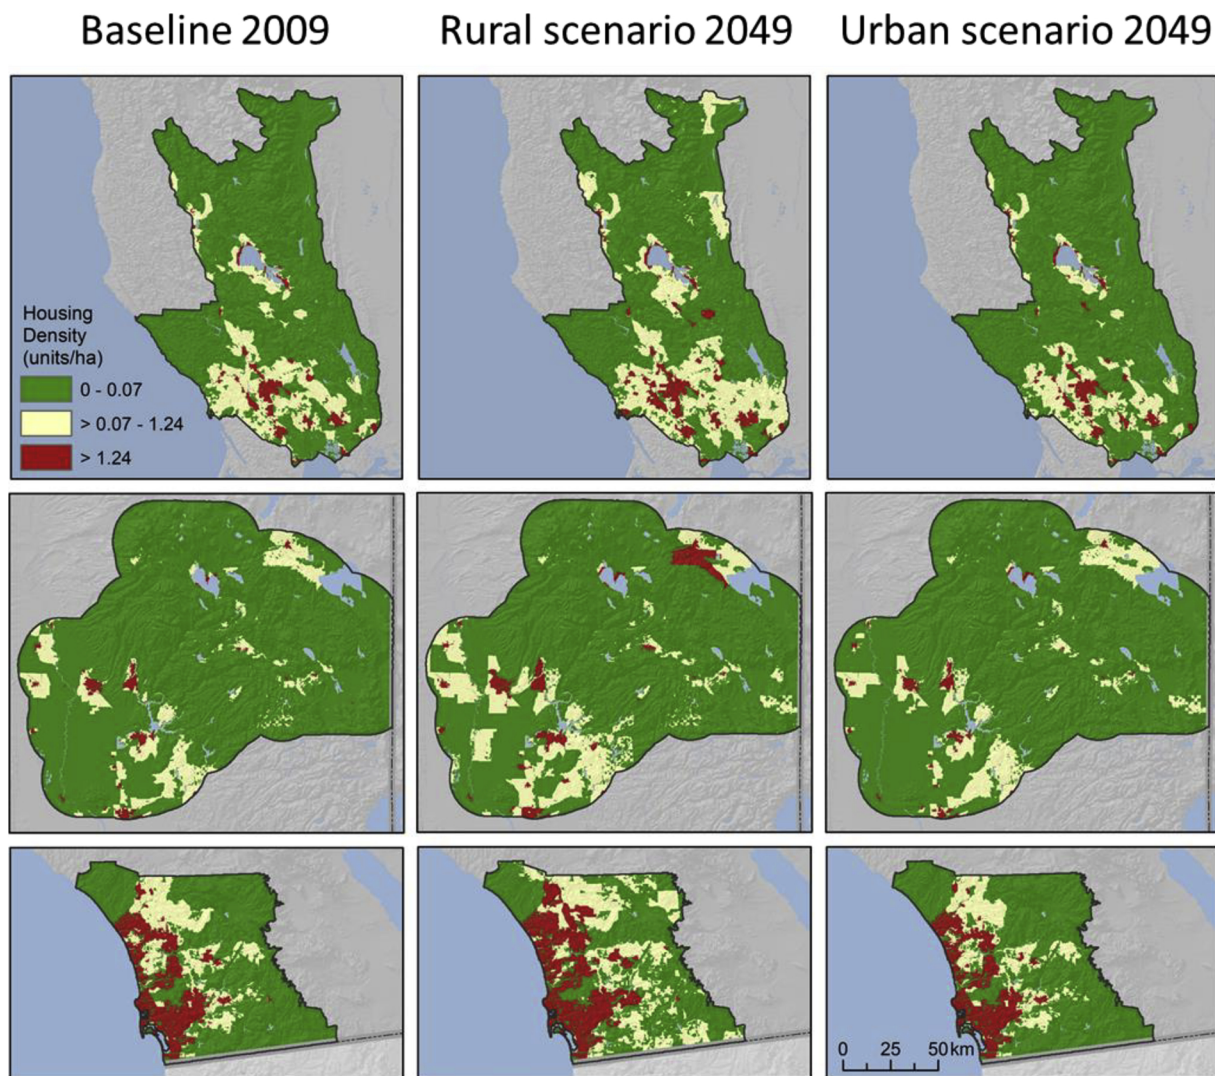 Baseline 2009
Rural scenario 2049
Urban scenario 2049
Housing
Density
(units/ha)
0 - 0.07
> 0.07 - 1.24
> 1.24
0 25 50 km